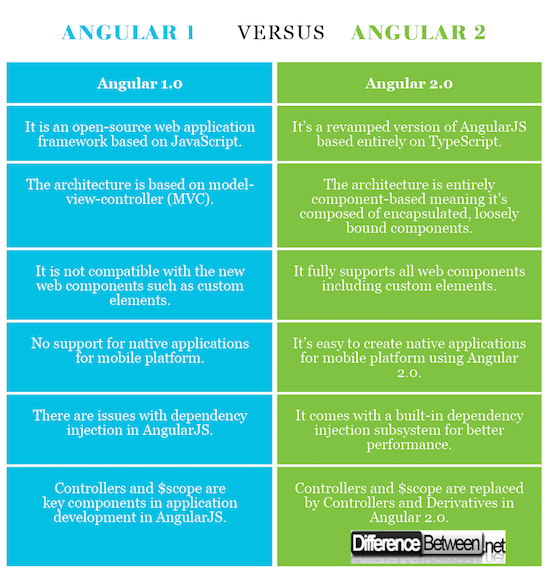 ANGULAR 1 VERSUS ANGULAR 2
Angular 1.0
Angular 2.0
It is an open-source web application
framework based on JavaScript.
It's a revamped version of AngularJS
based entirely on TypeScript.
The architecture is based on model-
view-controller (MVC).
The architecture is entirely
component-based meaning it's
composed of encapsulated, loosely
bound components.
It is not compatible with the new
web components such as custom
elements.
It fully supports all web components
including custom elements.
No support for native applications
for mobile platform.
It's easy to create native applications
for mobile platform using Angular
2.0.
There are issues with dependency
injection in AngularJS.
It comes with a built-in dependency
injection subsystem for better
performance.
Controllers and $scope are
key components in application
development in AngularJS.
Controllers and $scope are replaced
by Controllers and Derivatives in
Angular 2.0.
DifferenceBetween.net